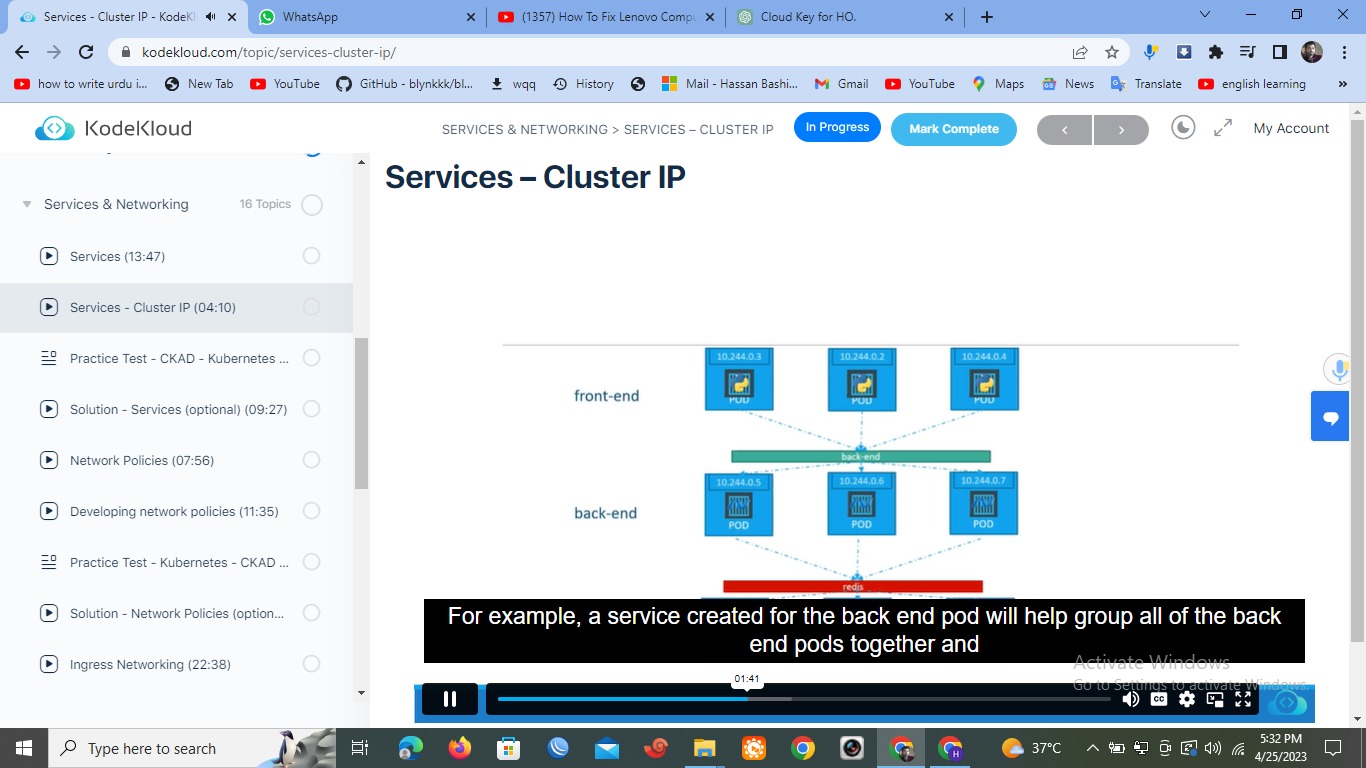 Services - Cluster IP - KodeKl
WhatsApp
(1357) How To Fix Lenovo Compu
Cloud Key for HO.
kodekloud.com/topic/services-cluster-ip/
how to write urdu i...
New Tab
YouTube
GitHub - blynkkk/bl...
wqq
History
Mail - Hassan Bashi...
Gmail
YouTube
Maps
News
Translate
english learning
»
KodeKloud
SERVICES & NETWORKING > SERVICES – CLUSTER IP
In Progress
Mark Complete
My Account
Services & Networking
16 Topics
Services (13:47)
Services - Cluster IP (04:10)
Practice Test - CKAD - Kubernetes ...
Solution - Services (optional) (09:27)
Network Policies (07:56)
Developing network policies (11:35)
Practice Test - Kubernetes - CKAD ...
Solution - Network Policies (option...
Ingress Networking (22:38)
Services – Cluster IP
10.244.0.3
10.244.0.2
10.244.0.4
front-end
POD
POD
POD
back-end
10.244.0.5
10.244.0.6
10.244.0.7
back-end
POD
POD
POD
redis
For example, a service created for the back end pod will help group all of the back
end pods together and
Activate Windows
Go to Settings to activate Windows.
01:41
CC
Type here to search
37°C
5:32 PM
4/25/2023